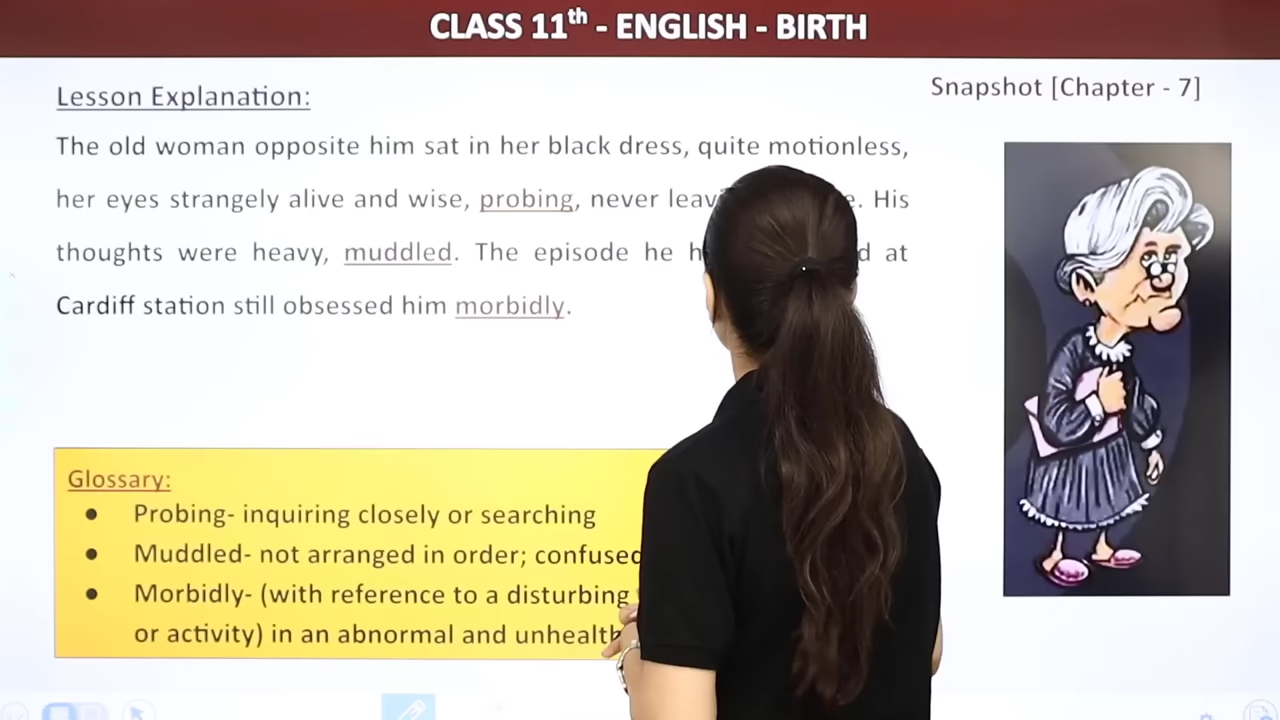 CLASS 11th - ENGLISH - BIRTH
Snapshot [Chapter - 7]
Lesson Explanation:
The old woman opposite him sat in her black dress, quite motionless,
her eyes strangely alive and wise, probing, never His
thoughts were heavy, muddled. The episode he at
Cardiff station still obsessed him morbidly.
Glossary:
● Probing- inquiring closely or searching
● Muddled- not arranged in order; confused
● Morbidly- (with reference to a disturbing
or activity) in an abnormal and